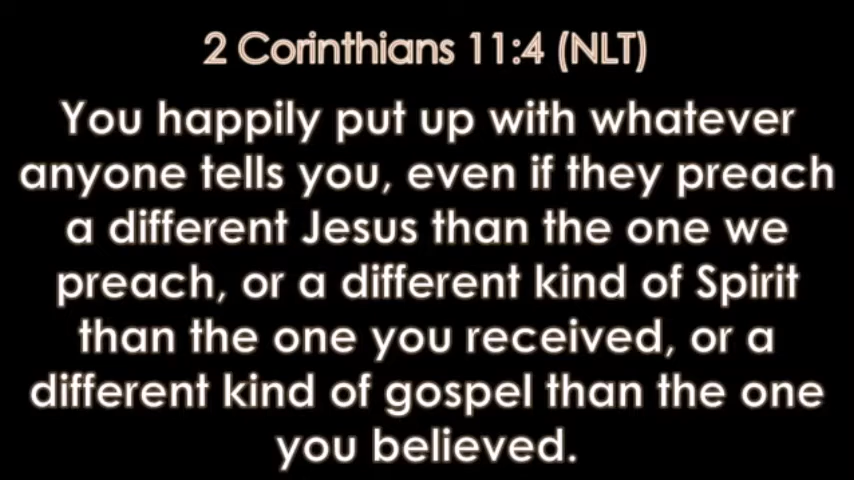 2 Corinthians 11:4 (NLT)
You happily put up with whatever
anyone tells you, even if they preach
a different Jesus than the one we
preach, or a different kind of Spirit
than the one you received, or a
different kind of gospel than the one
you believed.